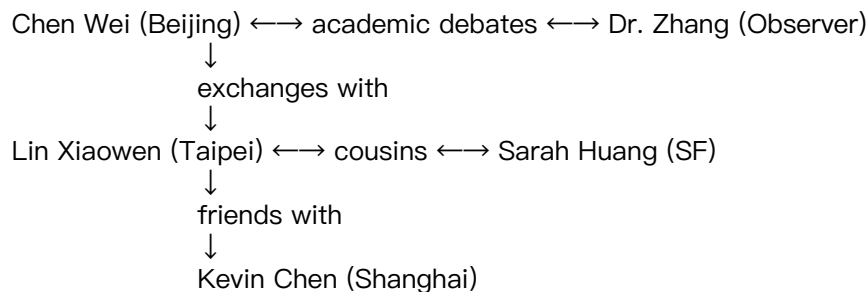 Chen Wei (Beijing) ←→ academic debates ←→ Dr. Zhang (Observer)
↓
exchanges with
↓
Lin Xiaowen (Taipei) ←→ cousins ←→ Sarah Huang (SF)
↓
friends with
↓
Kevin Chen (Shanghai)